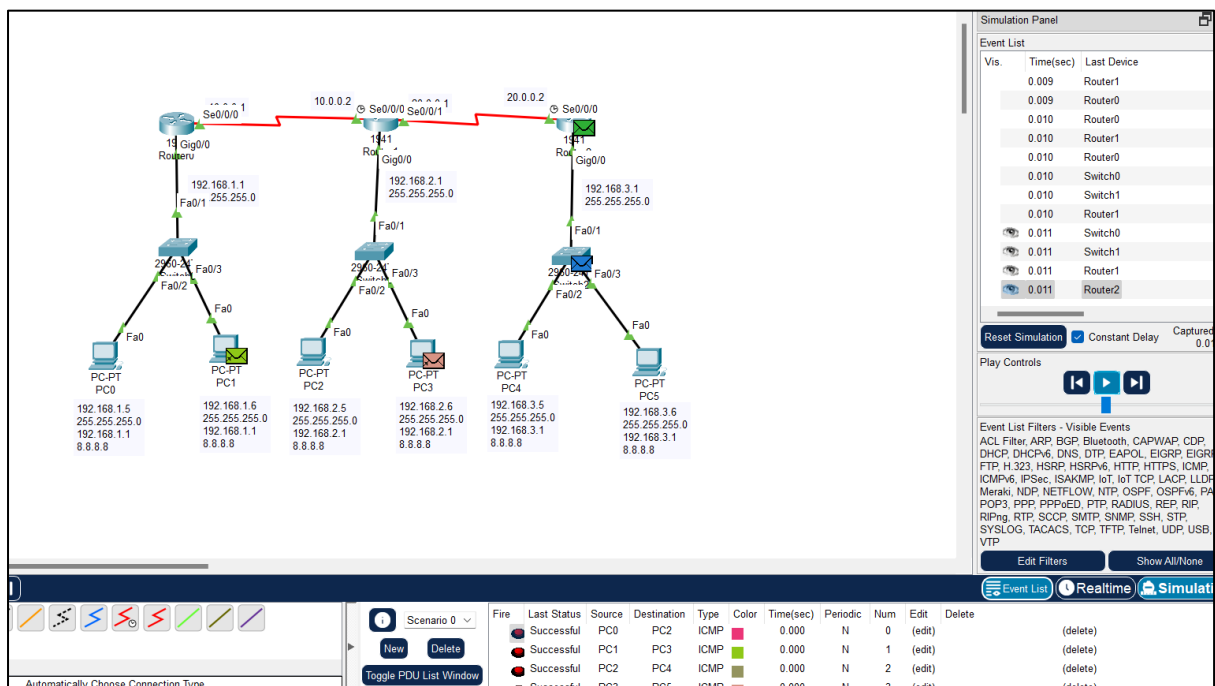 10.0.0.2
20.0.0.2
Se0/0/0
Se0/0/0
Se0/0/1
Se0/0/0
1941
1941
Gig0/0
Gig0/0
Gig0/0
192.168.1.1
255.255.255.0
192.168.2.1
255.255.255.0
192.168.3.1
255.255.255.0
Fa0/1
Fa0/1
Fa0/1
Fa0/3
Fa0/2
Fa0/3
Fa0/2
Fa0/3
Fa0/2
Fa0
Fa0
Fa0
Fa0
Fa0
Fa0
PC-PT
PC0
PC-PT
PC1
PC-PT
PC2
PC-PT
PC3
PC-PT
PC4
PC-PT
PC5
192.168.1.5
255.255.255.0
192.168.1.1
8.8.8.8
192.168.1.6
255.255.255.0
192.168.1.1
8.8.8.8
192.168.2.5
255.255.255.0
192.168.2.1
8.8.8.8
192.168.2.6
255.255.255.0
192.168.2.1
8.8.8.8
192.168.3.5
255.255.255.0
192.168.3.1
8.8.8.8
192.168.3.6
255.255.255.0
192.168.3.1
8.8.8.8
Simulation Panel
Event List
Vis. Time(sec) Last Device
0.009 Router1
0.009 Router0
0.010 Router0
0.010 Router1
0.010 Router0
0.010 Switch0
0.010 Switch1
0.010 Router1
0.011 Switch0
0.011 Switch1
0.011 Router1
0.011 Router2
Reset Simulation Constant Delay Captured
0.01
Play Controls
Event List Filters - Visible Events
ACL Filter, ARP, BGP, Bluetooth, CAPWAP, CDP,
DHCP, DHCPv6, DNS, DTP, EAPOL, EIGRP, EIGR
FTP, H.323, HSRP, HSRPv6, HTTP, HTTPS, ICMP,
ICMPv6, IPSec, ISAKMP, IoT, IoT TCP, LACP, LLD
Meraki, NDP, NETFLOW, NTP, OSPF, OSPFv6, PA
POP3, PPP, PPPoED, PTP, RADIUS, REP, RIP,
RIPng, RTP, SCCP, SMTP, SNMP, SSH, STP,
SYSLOG, TACACS, TCP, TFTP, Telnet, UDP, USB,
VTP
Edit Filters Show All/None
Event List Realtime Simulati
Scenario 0
New Delete
Toggle PDU List Window
Fire Last Status Source Destination Type Color Time(sec) Periodic Num Edit Delete
Successful PC0 PC2 ICMP 0.000 N 0 (edit) (delete)
Successful PC1 PC3 ICMP 0.000 N 1 (edit) (delete)
Successful PC2 PC4 ICMP 0.000 N 2 (edit) (delete)
Automatically Choose Connection Type